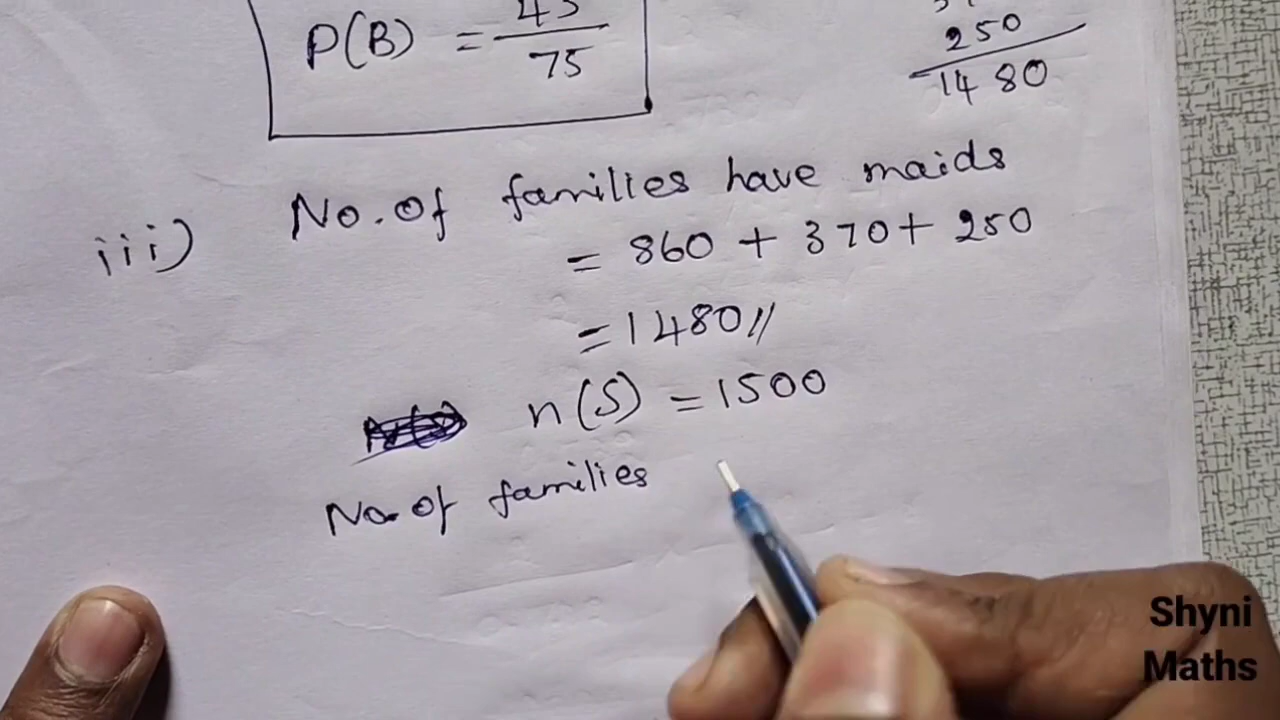 P(B) = 43/75
250
1480
iii) No. Of families have maids
= 860 + 370 + 250
= 1480//
n(S) = 1500
No. of families
Shyni
Maths